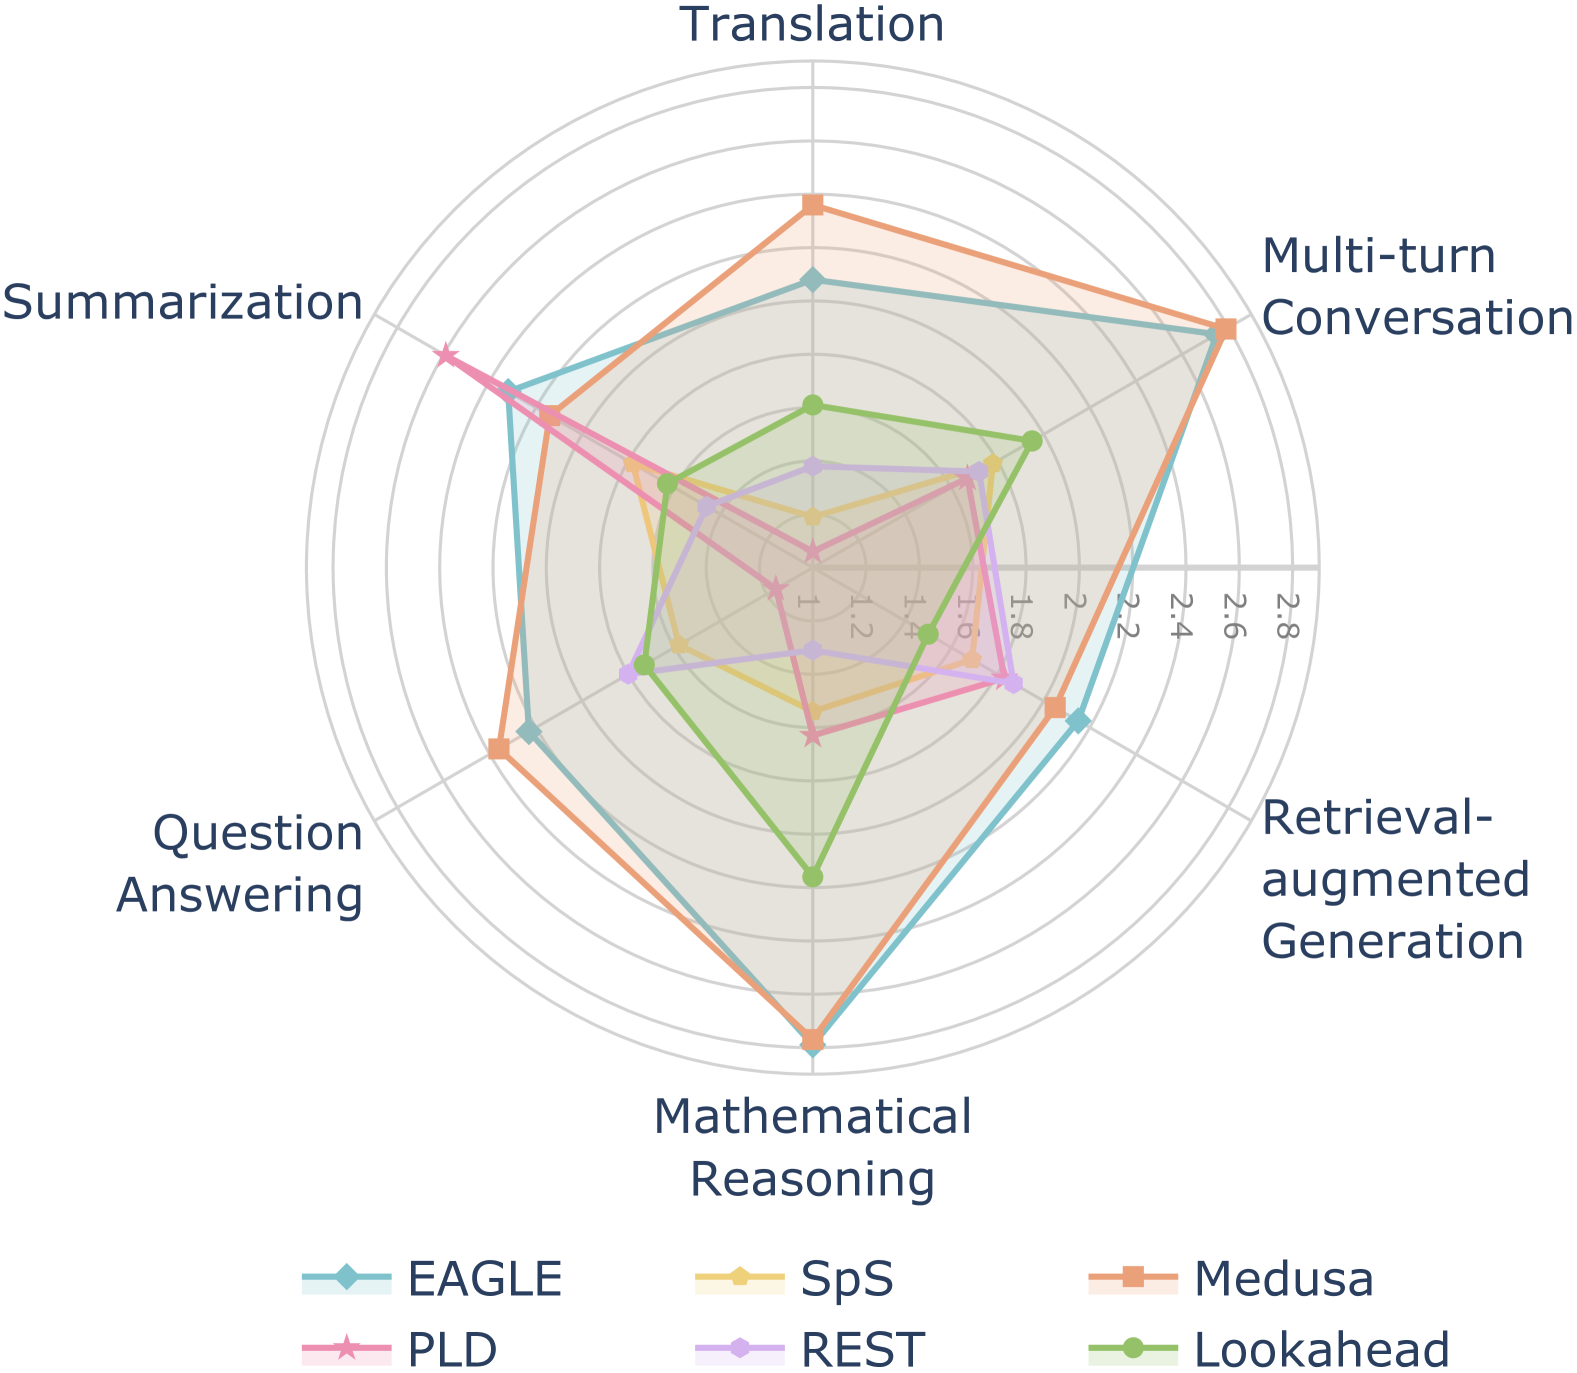 Translation
Multi-turn
Conversation
Summarization
1
1.2
1.4
1.6
1.8
2
2.2
2.4
2.6
2.8
Question
Answering
Retrieval-
augmented
Generation
Mathematical
Reasoning
EAGLE
SpS
Medusa
PLD
REST
Lookahead